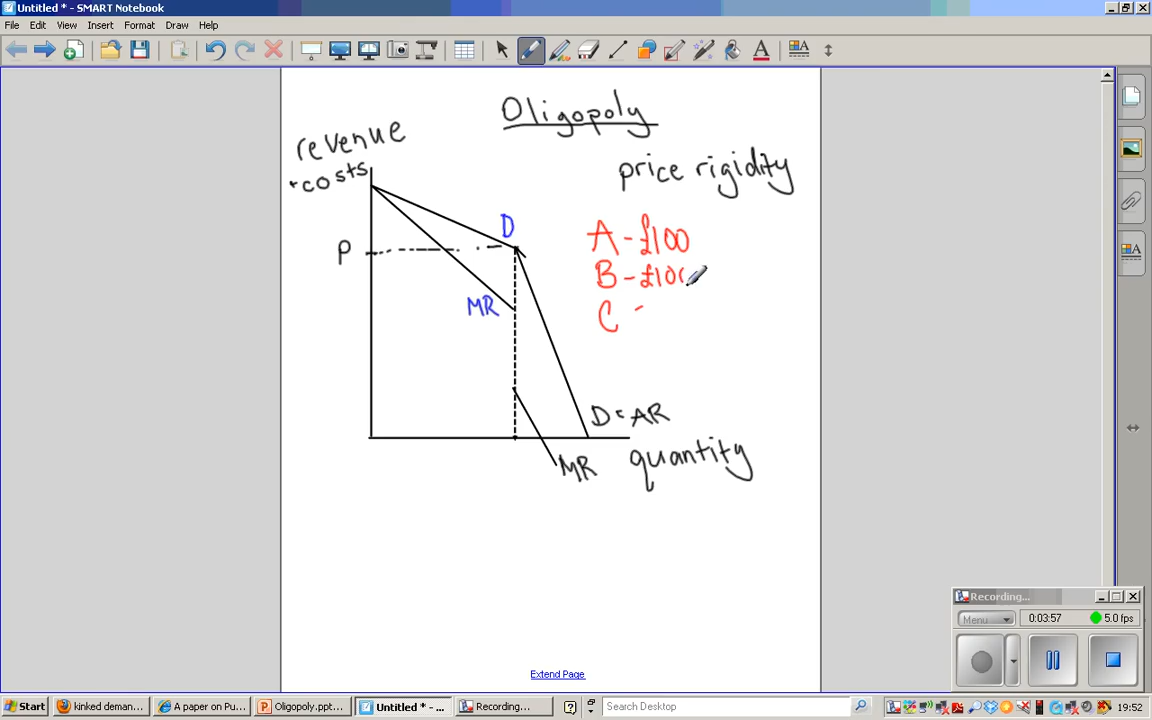 Untitled * - SMART Notebook
File Edit View Insert Format Draw Help
Oligopoly
revenue
+costs
price rigidity
D
A - £100
P
B - £100
MR
C -
D = AR
quantity
MR
Extend Page
Recording...
Menu
0:03:57
5.0 fps
Start
kinked deman...
A paper on Pu...
Oligopoly.ppt...
Untitled * - ...
Recording...
Search Desktop
19:52